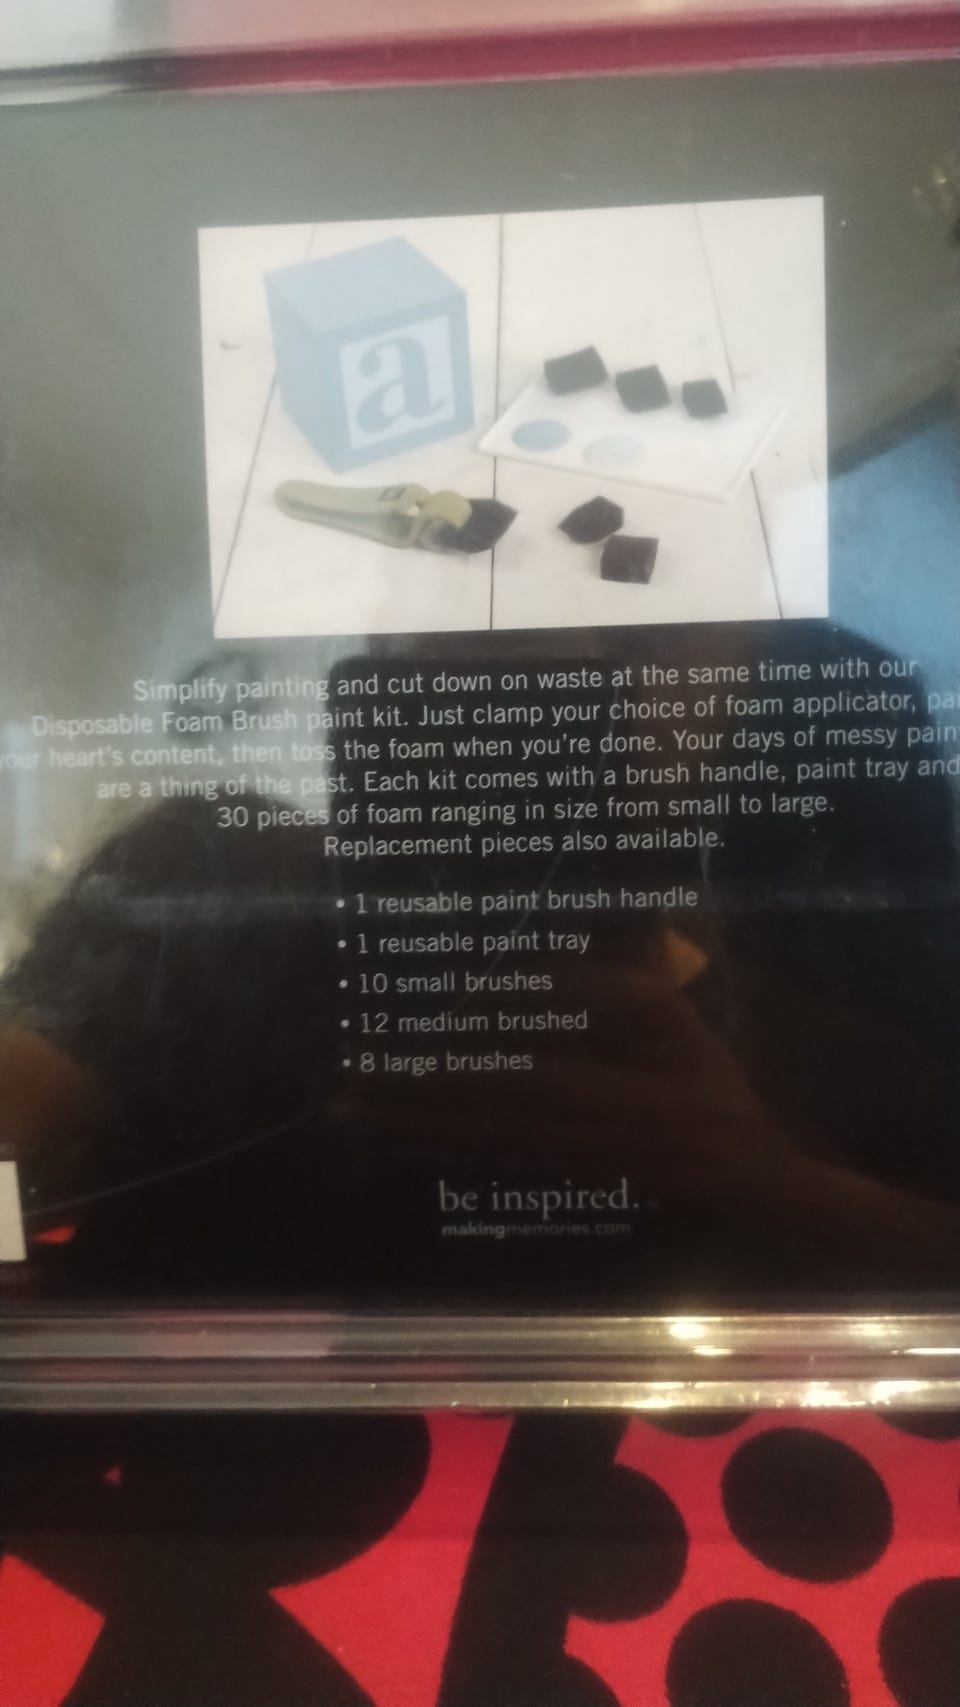 a
Simplify painting and cut down on waste at the same time with our
Disposable Foam Brush paint kit. Just clamp your choice of foam applicator,
your heart's content, then toss the foam when you're done. Your days of messy
are a thing of the past. Each kit comes with a brush handle, paint tray and
30 pieces of foam ranging in size from small to large.
Replacement pieces also available.
• 1 reusable paint brush handle
• 1 reusable paint tray
• 10 small brushes
• 12 medium brushed
• 8 large brushes
be inspired.
makingmemories.com